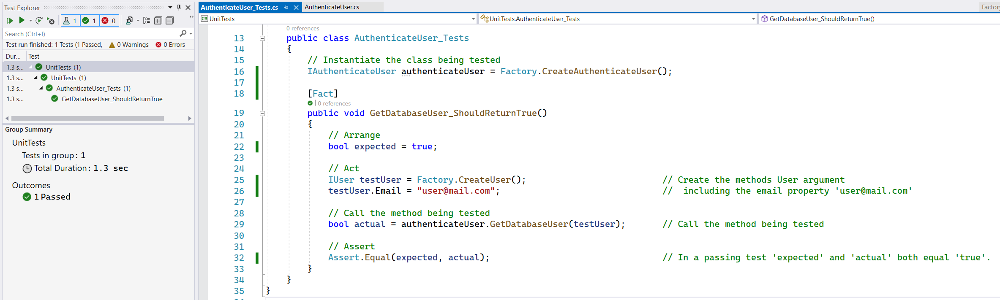 Test Explorer
1 1 0
Search (Ctrl+I)
Test run finished: 1 Tests (1 Passed, 0 Warnings 0 Errors
Dur... Test
1.3 s... UnitTests (1)
1.3 s... UnitTests (1)
1.3 s... AuthenticateUser_Tests (1)
1.3 s... GetDatabaseUser_ShouldReturnTrue
Group Summary
UnitTests
Tests in group: 1
Total Duration: 1.3 sec
Outcomes
1 Passed
AuthenticateUser_Tests.cs AuthenticateUser.cs
C# UnitTests UnitTests.AuthenticateUser_Tests GetDatabaseUser_ShouldReturnTrue()
0 references
13 public class AuthenticateUser_Tests
14 {
15 // Instantiate the class being tested
16 IAuthenticateUser authenticateUser = Factory.CreateAuthenticateUser();
17
18 [Fact]
0 references
19 public void GetDatabaseUser_ShouldReturnTrue()
20 {
21 // Arrange
22 bool expected = true;
23
24 // Act
25 IUser testUser = Factory.CreateUser(); // Create the methods User argument
26 testUser.Email = "user@mail.com"; //  including the email property 'user@mail.com'
27
28 // Call the method being tested
29 bool actual = authenticateUser.GetDatabaseUser(testUser); // Call the method being tested
30
31 // Assert
32 Assert.Equal(expected, actual); // In a passing test 'expected' and 'actual' both equal 'true'.
33 }
34 }
35 }